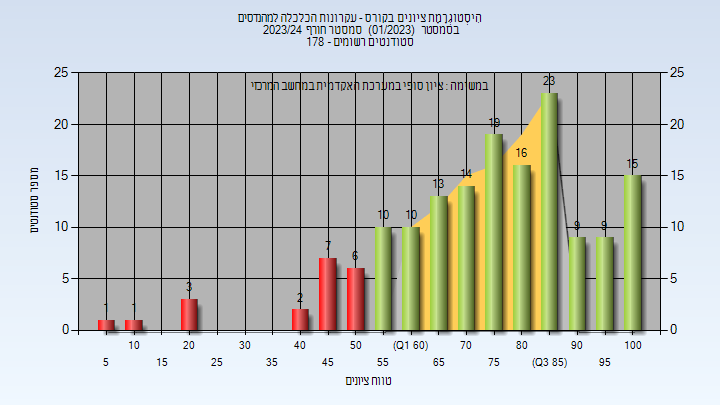 היסטוגרמת ציונים בקורס - עקרונות הכלכלה למהנדסים
בסמסטר (01/2023) סמסטר חורף 2023/24
סטודנטים רשומים - 178
במשימה : ציון סופי במערכת האקדמית במחשב המרכזי
מספר סטודנטים
25 25
20 20
15 15
10 10
5 5
0 0
1 1 3 2 7 6 10 10 13 14 19 16 23 9 9 15
10 20 30 40 50 (Q1 60) 70 80 90 100
5 15 25 35 45 55 65 75 (Q3 85) 95
טווח ציונים